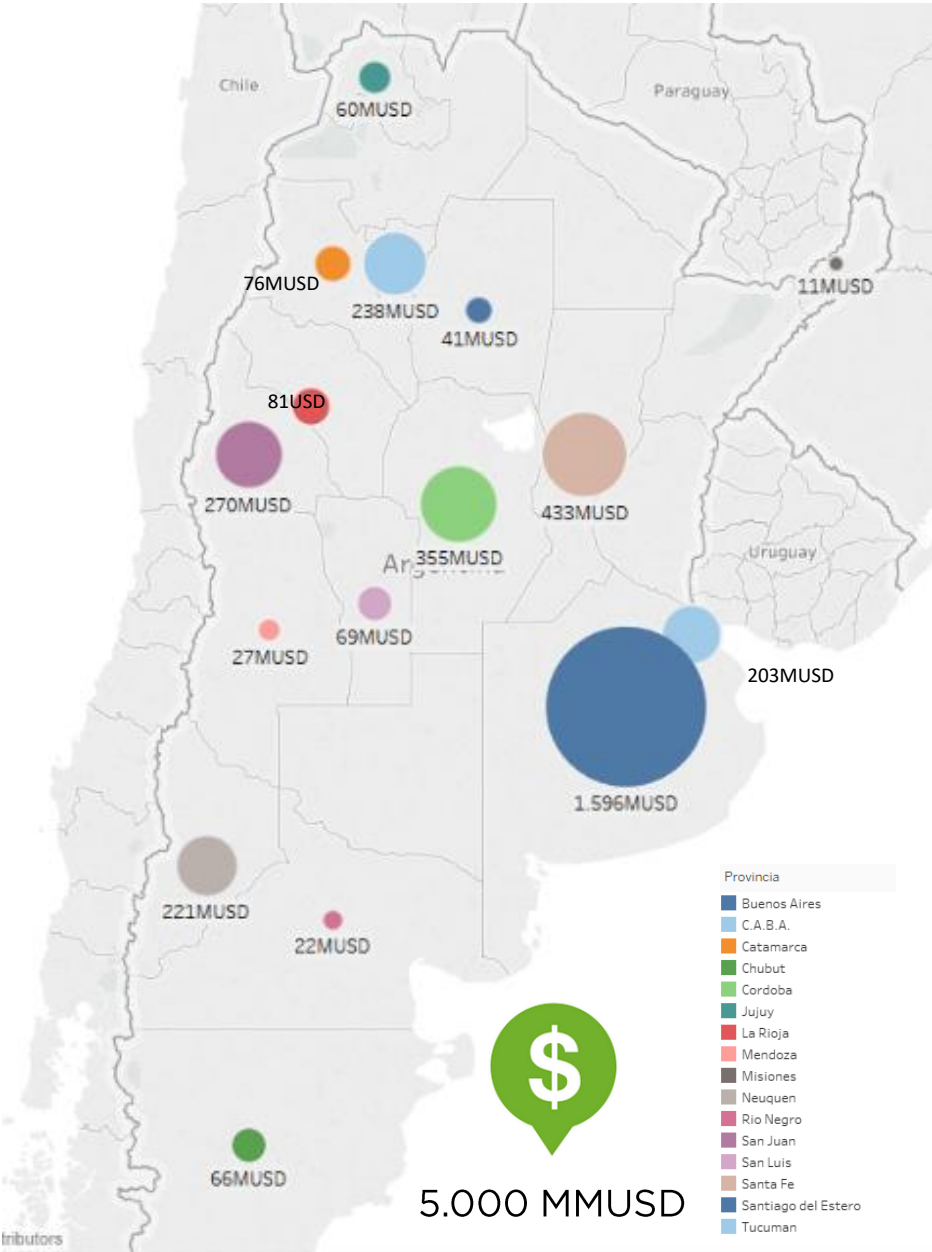 Chile
Paraguay
60MUSD
76MUSD
238MUSD
41MUSD
11MUSD
81USD
270MUSD
355MUSD
433MUSD
Uruguay
69MUSD
27MUSD
203MUSD
1.596MUSD
221MUSD
22MUSD
66MUSD
$
5.000 MMUSD
Provincia
Buenos Aires
C.A.B.A.
Catamarca
Chubut
Cordoba
Jujuy
La Rioja
Mendoza
Misiones
Neuquen
Rio Negro
San Juan
San Luis
Santa Fe
Santiago del Estero
Tucuman
tributors